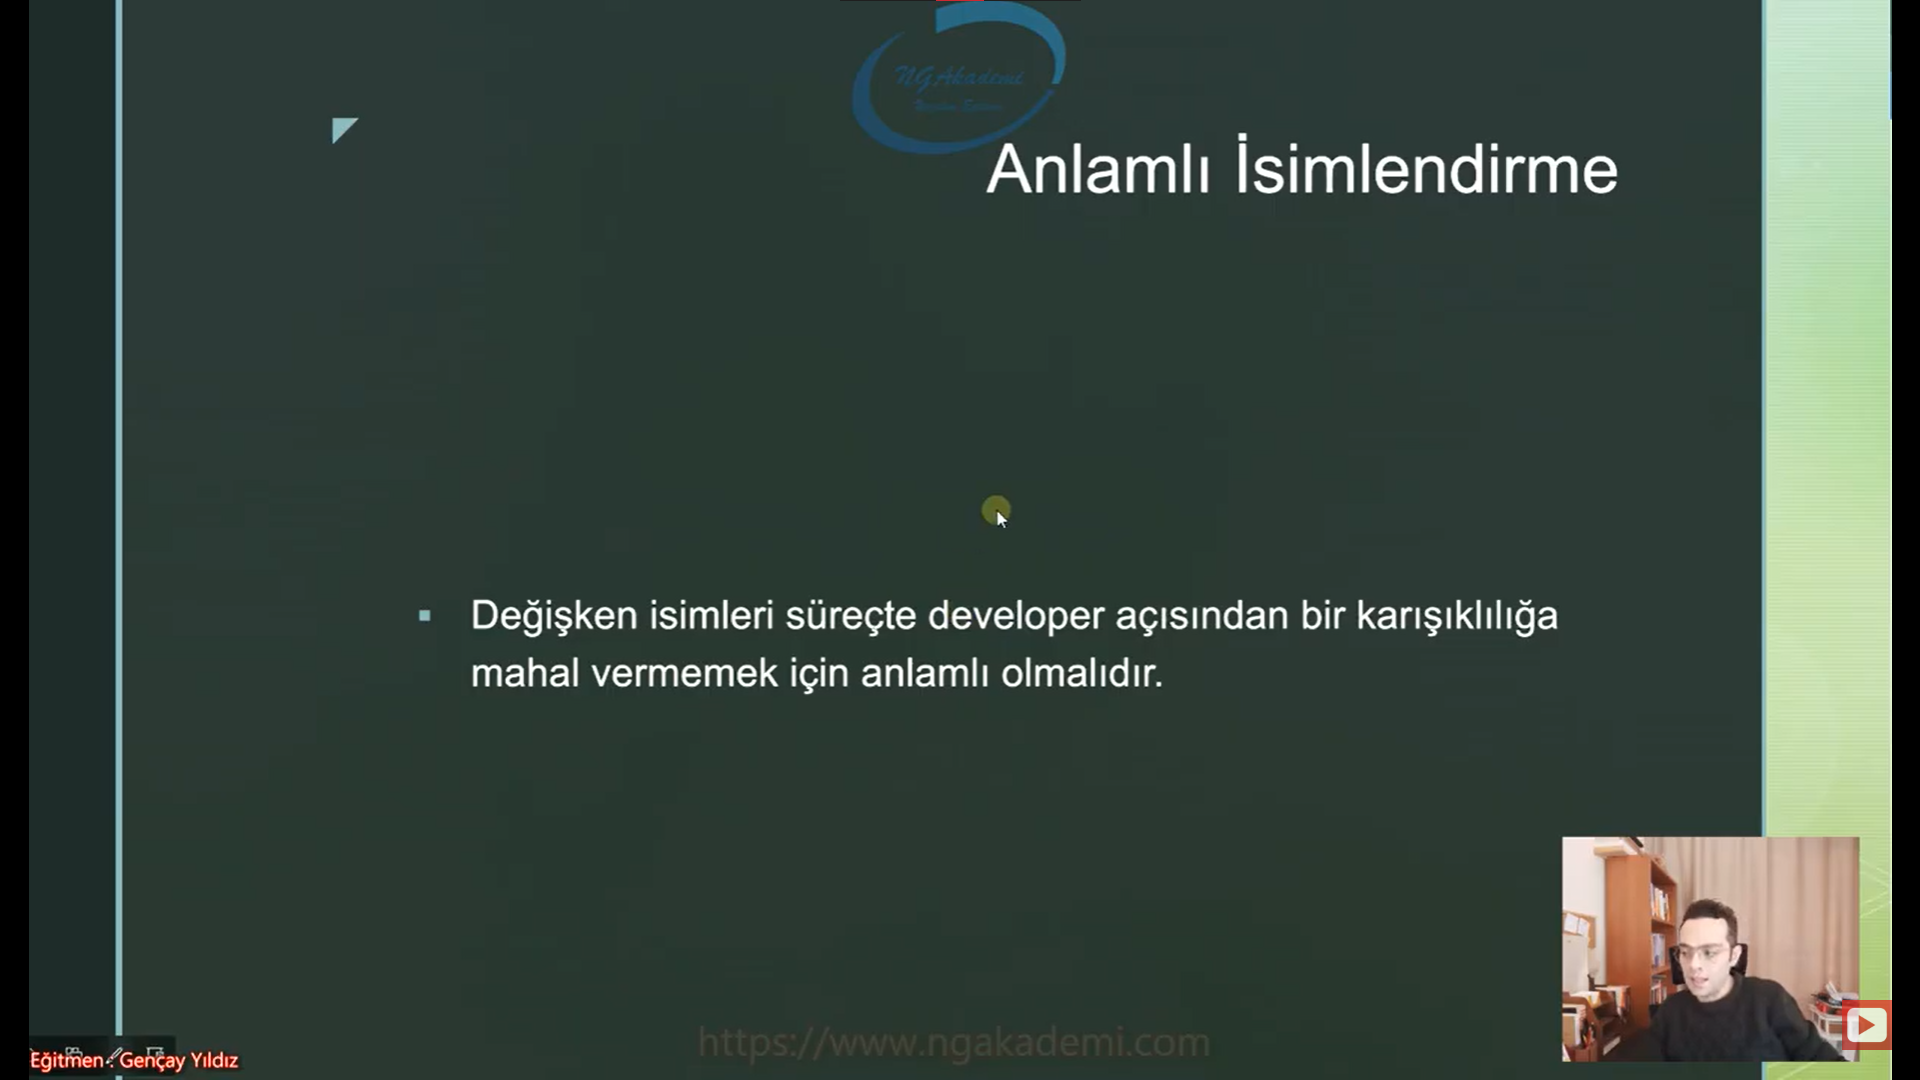 NGAkademi
Anlamlı İsimlendirme
▪ Değişken isimleri süreçte developer açısından bir karışıklılığa
mahal vermemek için anlamlı olmalıdır.
https://www.ngakademi.com
Eğitmen : Gençay Yıldız